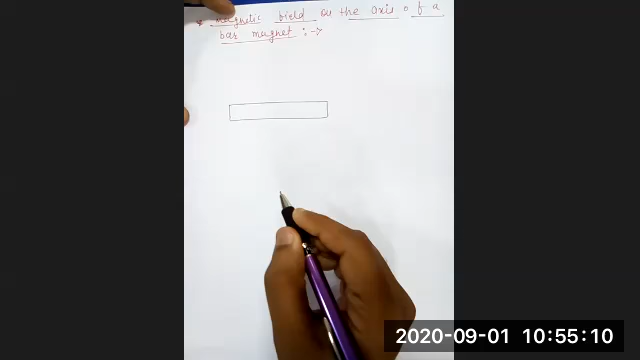 * Magnetic field on the axis of a
bar magnet :->
2020-09-01 10:55:10